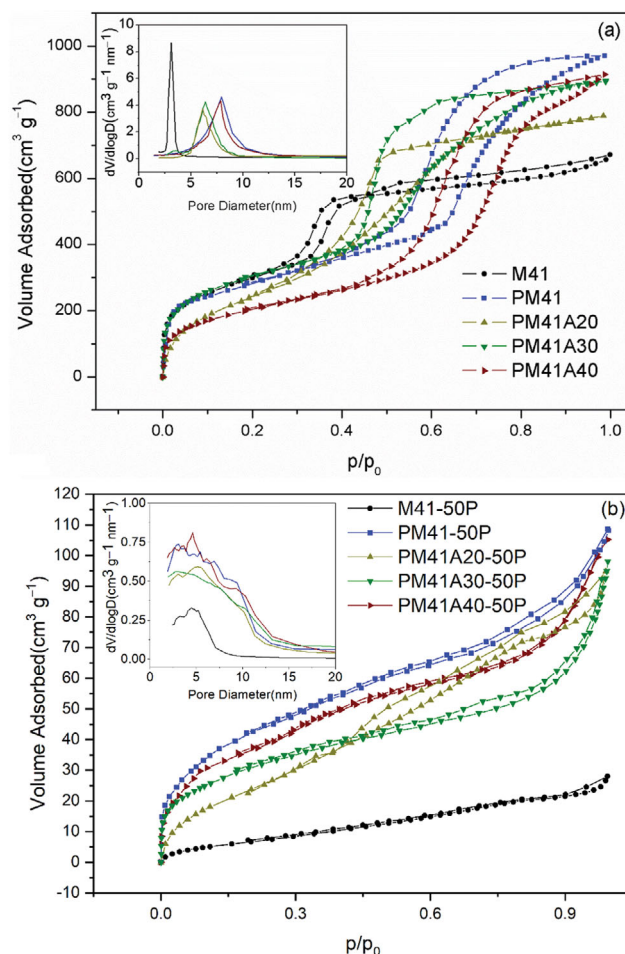 (a)
Volume Adsorbed(cm³ g⁻¹)
1000
800
600
400
200
0
0.0 0.2 0.4 0.6 0.8 1.0
p/p₀
dV/dlogD(cm³ g⁻¹ nm⁻¹)
10
8
6
4
2
0
0 5 10 15 20
Pore Diameter(nm)
M41
PM41
PM41A20
PM41A30
PM41A40
(b)
Volume Adsorbed(cm³ g⁻¹)
120
110
100
90
80
70
60
50
40
30
20
10
0
-10
0.0 0.3 0.6 0.9
p/p₀
dV/dlogD(cm³ g⁻¹ nm⁻¹)
1.00
0.75
0.50
0.25
0.00
0 5 10 15 20
Pore Diameter(nm)
M41-50P
PM41-50P
PM41A20-50P
PM41A30-50P
PM41A40-50P